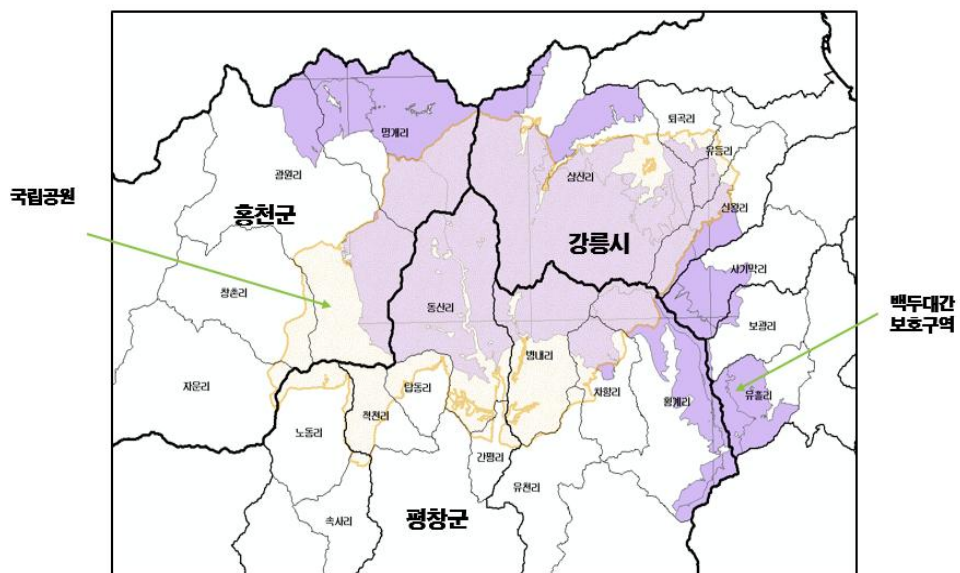 퇴곡리
명개리
유등리
광원리
삼산리
국립공원
신왕리
홍천군
강릉시
사기막리
창촌리
동산리
백두대간
보호구역
보광리
병내리
자운리
탑동리
차항리
유천리
횡계리
척천리
노동리
간평리
유천리
평창군
속사리